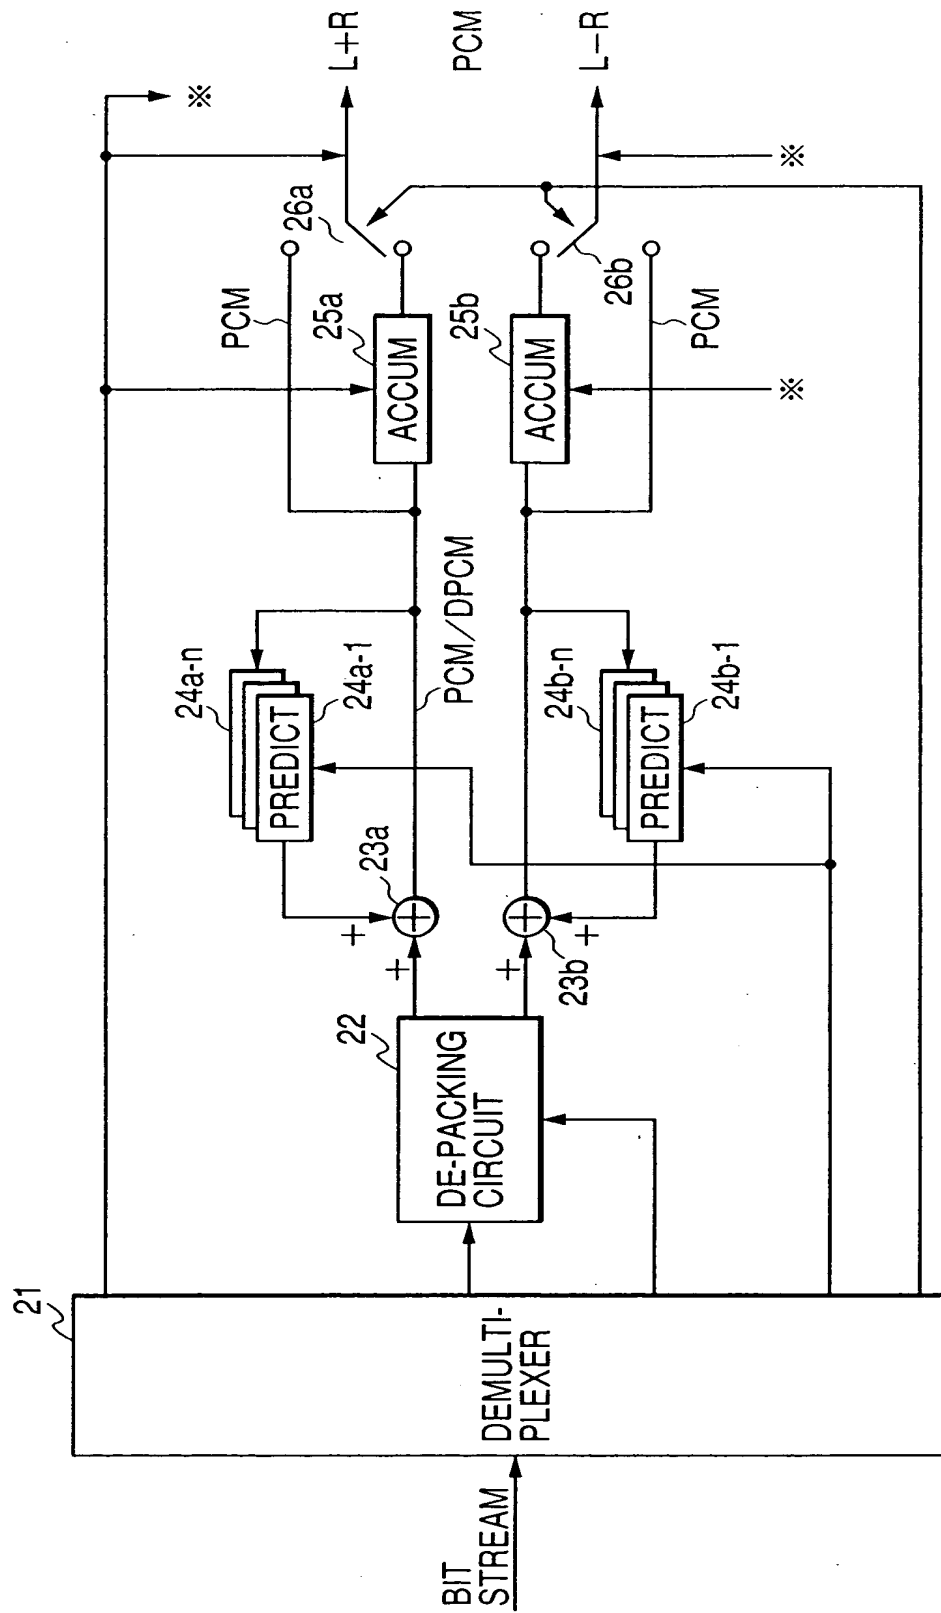 BIT
STREAM
21
DEMULTI-
PLEXER
22
DE-PACKING
CIRCUIT
+
+
23a
+
+
23b
24a-n
PREDICT
24a-1
PCM/DPCM
24b-n
PREDICT
24b-1
PCM
25a
ACCUM
25b
ACCUM
PCM
26a
26b
※
※
※
L+R
PCM
L−R